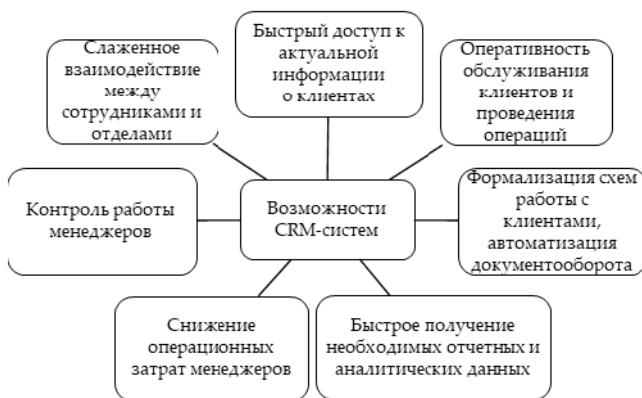 Слаженное
взаимодействие
между
сотрудниками и
отделами
Быстрый доступ к
актуальной
информации
о клиентах
Оперативность
обслуживания
клиентов и
проведения
операций
Контроль работы
менеджеров
Возможности
CRM-систем
Формализация схем
работы с
клиентами,
автоматизация
документооборота
Снижение
операционных
затрат менеджеров
Быстрое получение
необходимых отчетных и
аналитических данных